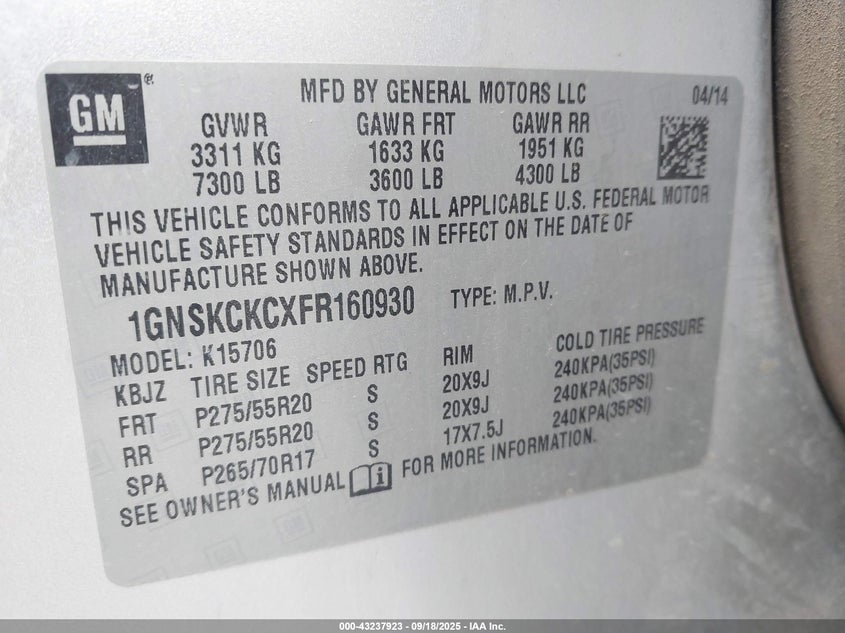 GM®
MFD BY GENERAL MOTORS LLC 04/14
GVWR GAWR FRT GAWR RR
3311 KG 1633 KG 1951 KG
7300 LB 3600 LB 4300 LB
THIS VEHICLE CONFORMS TO ALL APPLICABLE U.S. FEDERAL MOTOR
VEHICLE SAFETY STANDARDS IN EFFECT ON THE DATE OF
MANUFACTURE SHOWN ABOVE.
1GNSKCKCXFR160930 TYPE: M.P.V.
MODEL: K15706
KBJZ TIRE SIZE SPEED RTG RIM COLD TIRE PRESSURE
FRT P275/55R20 S 20X9J 240KPA(35PSI)
RR P275/55R20 S 20X9J 240KPA(35PSI)
SPA P265/70R17 S 17X7.5J 240KPA(35PSI)
SEE OWNER'S MANUAL FOR MORE INFORMATION.
000-43237923 - 09/18/2025 - IAA Inc.